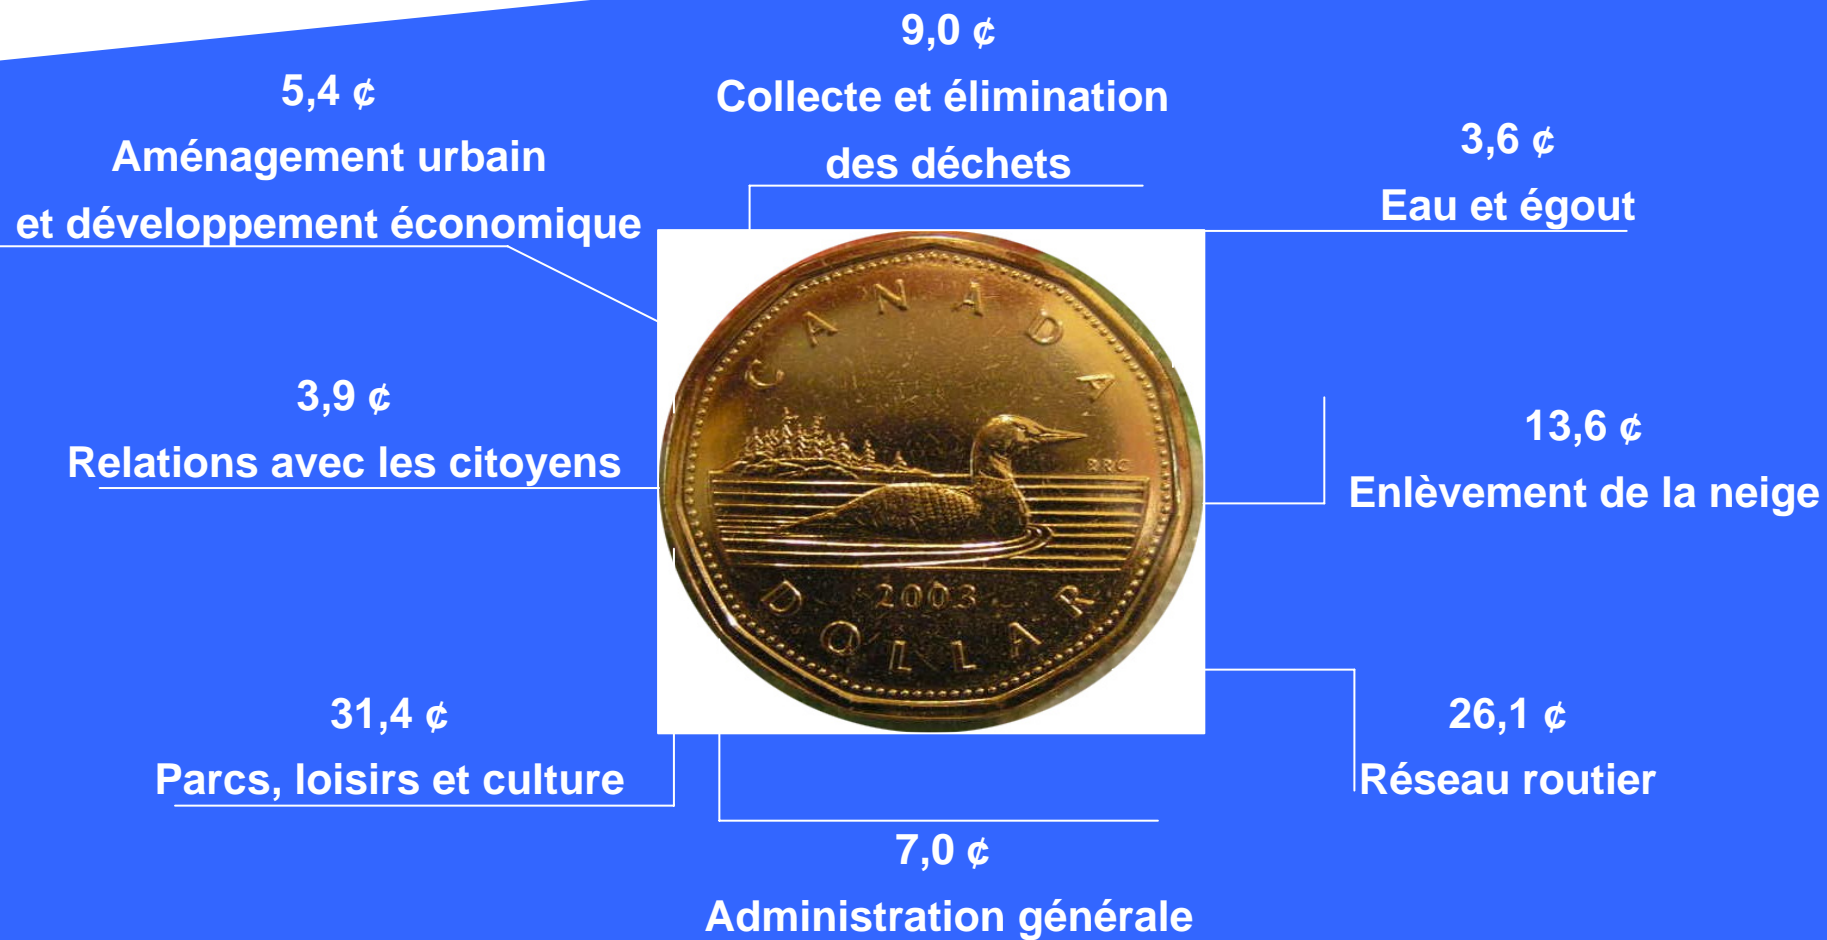 9,0 ¢
Collecte et élimination
des déchets
5,4 ¢
Aménagement urbain
et développement économique
3,6 ¢
Eau et égout
3,9 ¢
Relations avec les citoyens
13,6 ¢
Enlèvement de la neige
CANADA
RRC
2003
DOLLAR
31,4 ¢
Parcs, loisirs et culture
26,1 ¢
Réseau routier
7,0 ¢
Administration générale